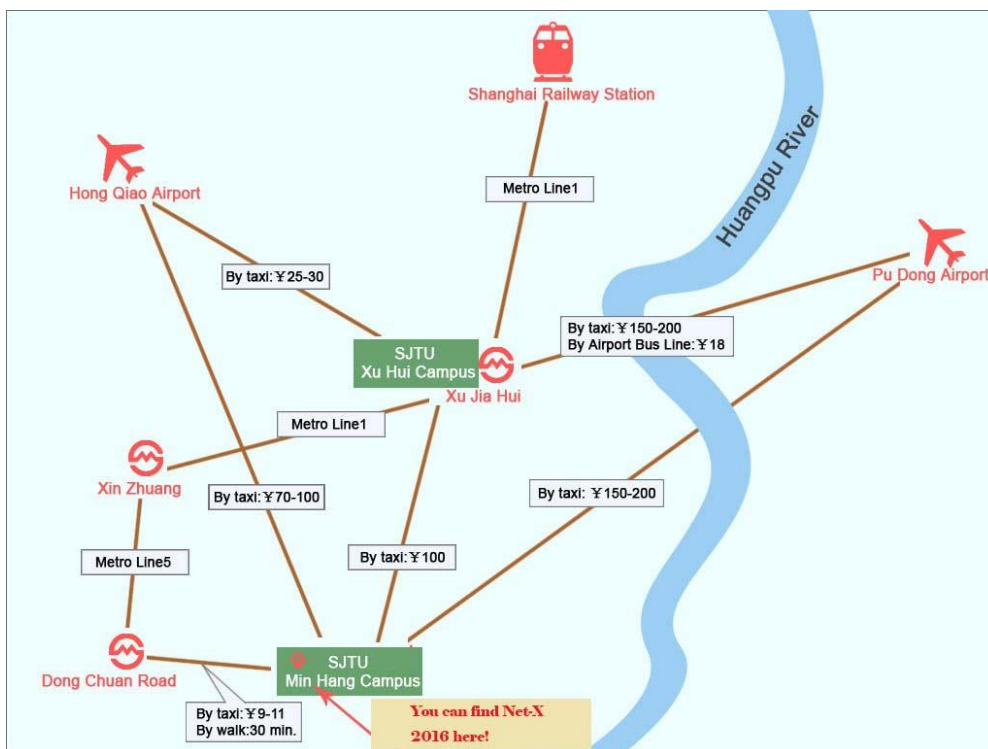 Shanghai Railway Station
Huangpu River
Hong Qiao Airport
Metro Line1
Pu Dong Airport
By taxi:¥25-30
By taxi:¥150-200
By Airport Bus Line:¥18
SJTU
Xu Hui Campus
Xu Jia Hui
Metro Line1
Xin Zhuang
By taxi:¥70-100
By taxi: ¥150-200
Metro Line5
By taxi:¥100
SJTU
Min Hang Campus
Dong Chuan Road
By taxi:¥9-11
By walk:30 min.
You can find Net-X
2016 here!